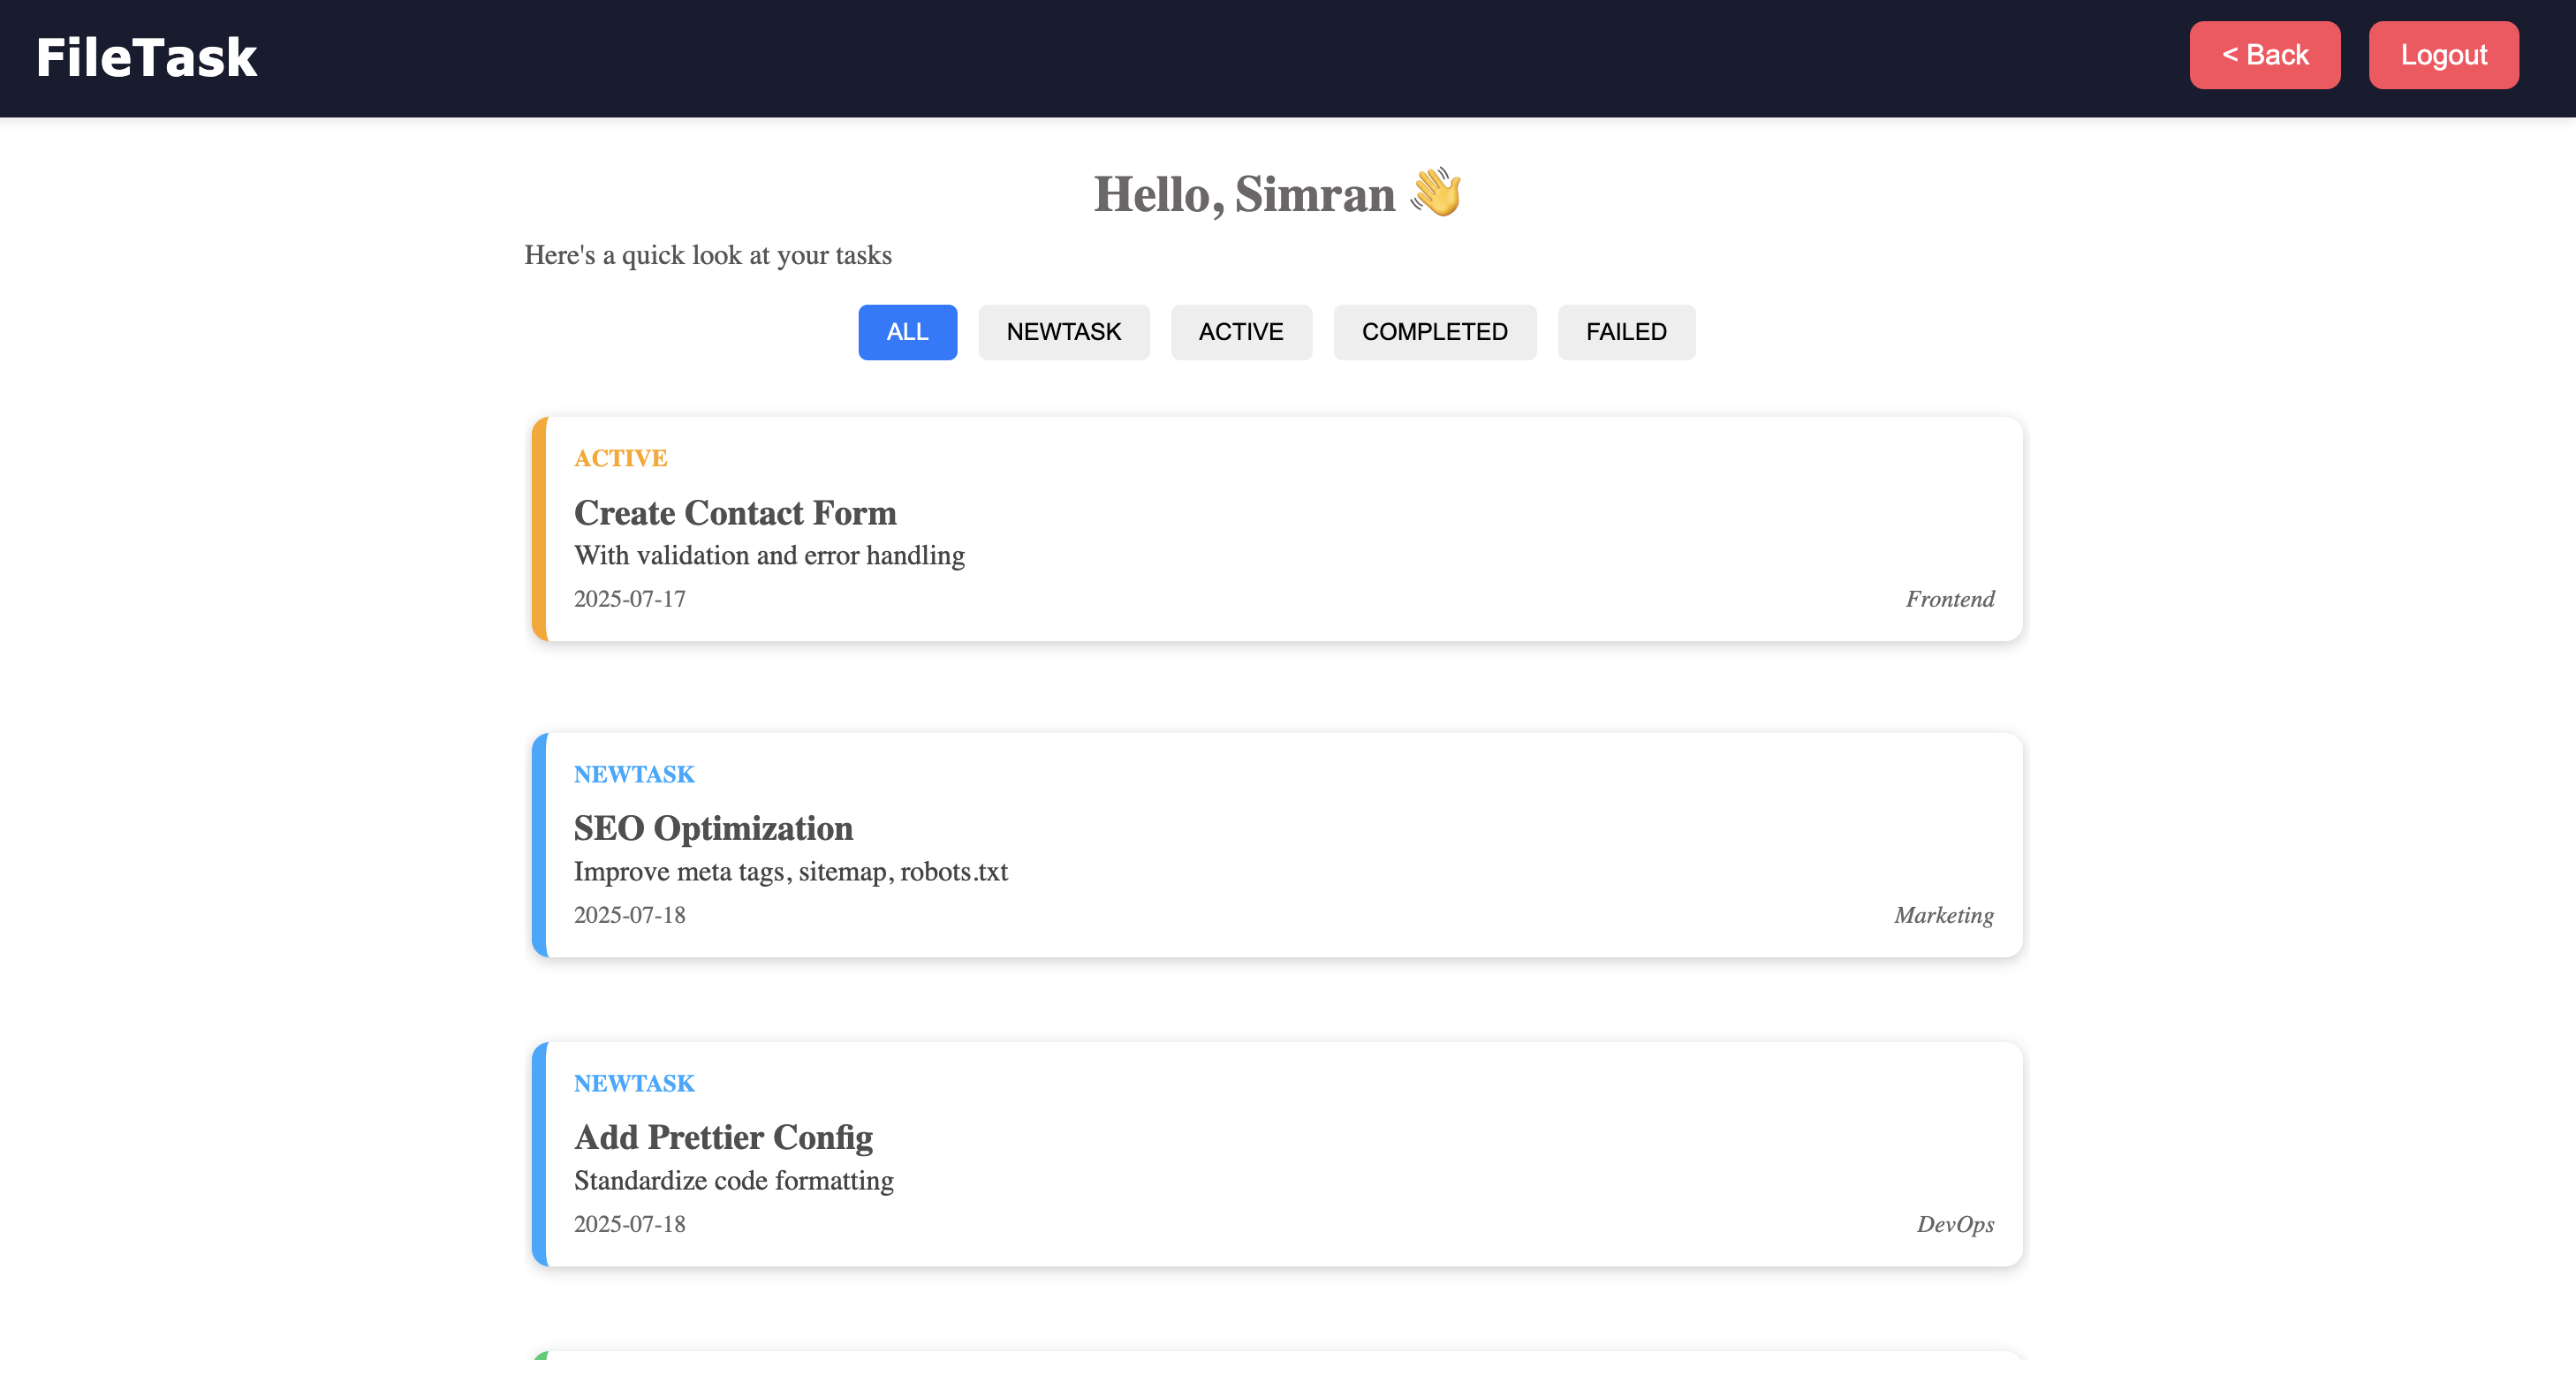 FileTask
< Back
Logout
Hello, Simran 👋
Here's a quick look at your tasks
ALL
NEWTASK
ACTIVE
COMPLETED
FAILED
ACTIVE
Create Contact Form
With validation and error handling
2025-07-17
Frontend
NEWTASK
SEO Optimization
Improve meta tags, sitemap, robots.txt
2025-07-18
Marketing
NEWTASK
Add Prettier Config
Standardize code formatting
2025-07-18
DevOps